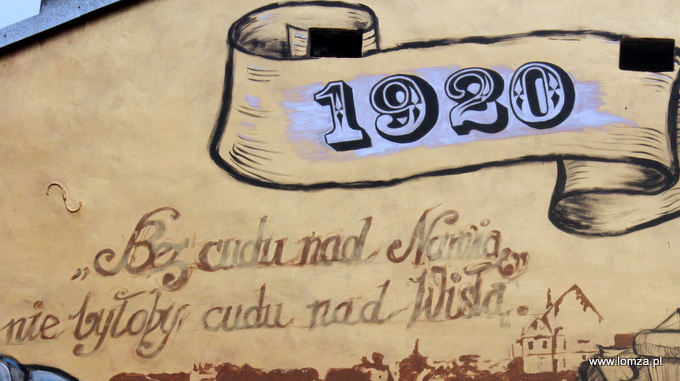 1920
„Bez cudu nad Narwią”
nie byłoby cudu nad Wisłą.
www.lomza.pl